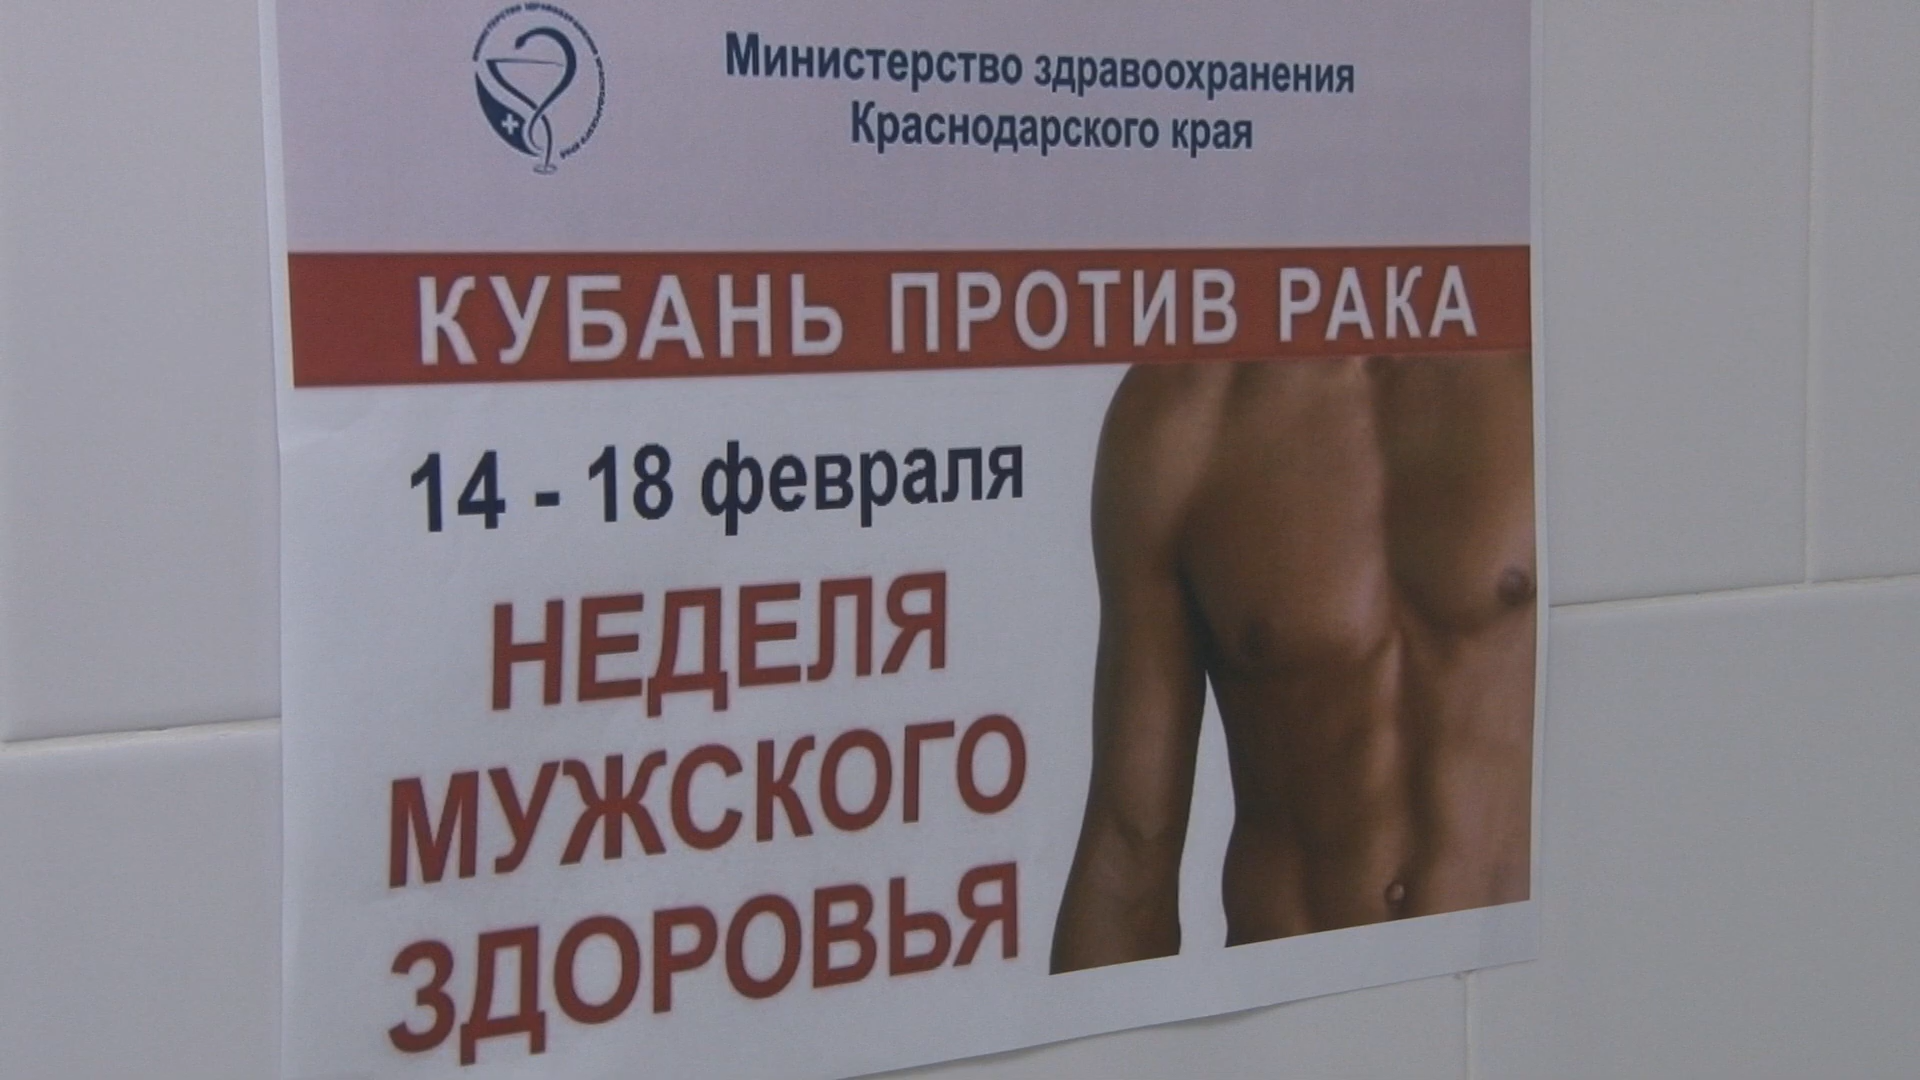 Министерство здравоохранения
Краснодарского края
КУБАНЬ ПРОТИВ РАКА
14 - 18 февраля
НЕДЕЛЯ
МУЖСКОГО
ЗДОРОВЬЯ